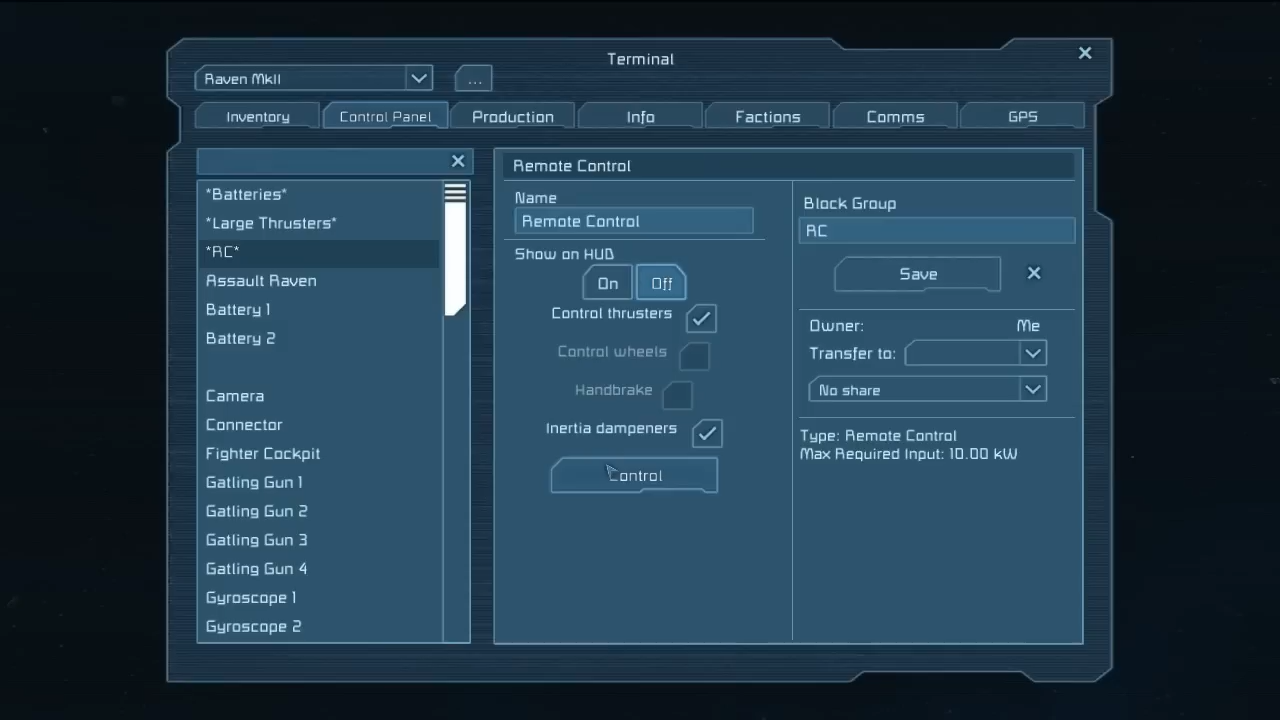 Terminal
Raven MkII
...
Inventory
Control Panel
Production
Info
Factions
Comms
GPS
*Batteries*
*Large Thrusters*
*RC*
Assault Raven
Battery 1
Battery 2
Camera
Connector
Fighter Cockpit
Gatling Gun 1
Gatling Gun 2
Gatling Gun 3
Gatling Gun 4
Gyroscope 1
Gyroscope 2
Remote Control
Name
Remote Control
Show on HUD
On
Off
Control thrusters
Control wheels
Handbrake
Inertia dampeners
Control
Block Group
RC
Save
Owner: Me
Transfer to:
No share
Type: Remote Control
Max Required Input: 10.00 kW